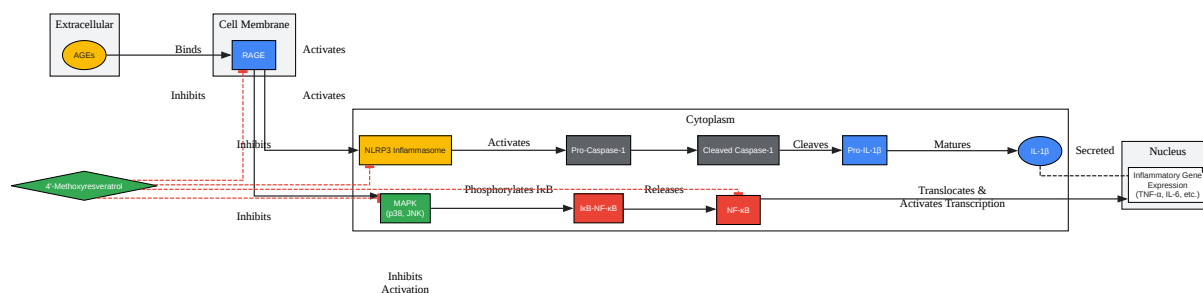 Extracellular
Cell Membrane
AGEs
Binds
RAGE
Activates
Inhibits
Activates
Cytoplasm
Inhibits
NLRP3 Inflammasome
Activates
Pro-Caspase-1
Cleaved Caspase-1
Cleaves
Pro-IL-1β
Matures
IL-1β
Secreted
Nucleus
Inflammatory Gene
Expression
(TNF-α, IL-6, etc.)
4'-Methoxyresveratrol
Inhibits
MAPK
(p38, JNK)
Phosphorylates IκB
IκB-NF-κB
Releases
NF-κB
Translocates &
Activates Transcription
Inhibits
Activation